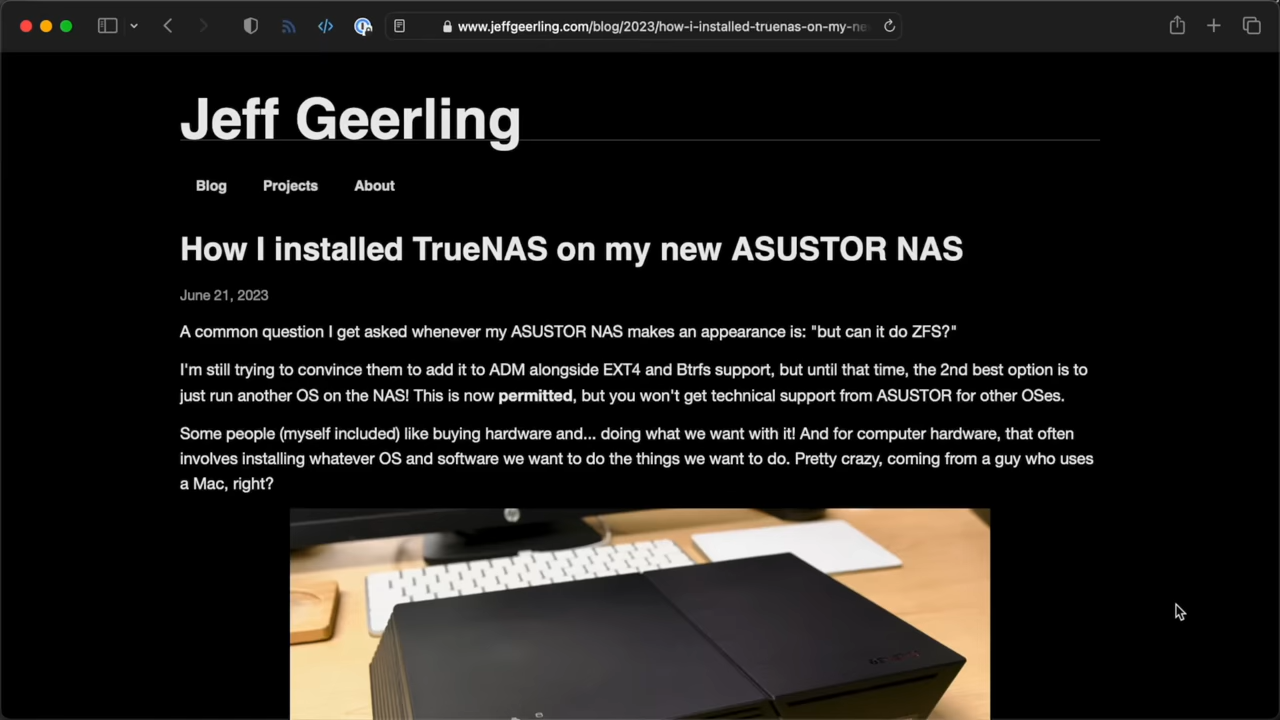 www.jeffgeerling.com/blog/2023/how-i-installed-truenas-on-my-ne
Jeff Geerling
Blog Projects About
How I installed TrueNAS on my new ASUSTOR NAS
June 21, 2023
A common question I get asked whenever my ASUSTOR NAS makes an appearance is: "but can it do ZFS?"
I'm still trying to convince them to add it to ADM alongside EXT4 and Btrfs support, but until that time, the 2nd best option is to
just run another OS on the NAS! This is now permitted, but you won't get technical support from ASUSTOR for other OSes.
Some people (myself included) like buying hardware and... doing what we want with it! And for computer hardware, that often
involves installing whatever OS and software we want to do the things we want to do. Pretty crazy, coming from a guy who uses
a Mac, right?